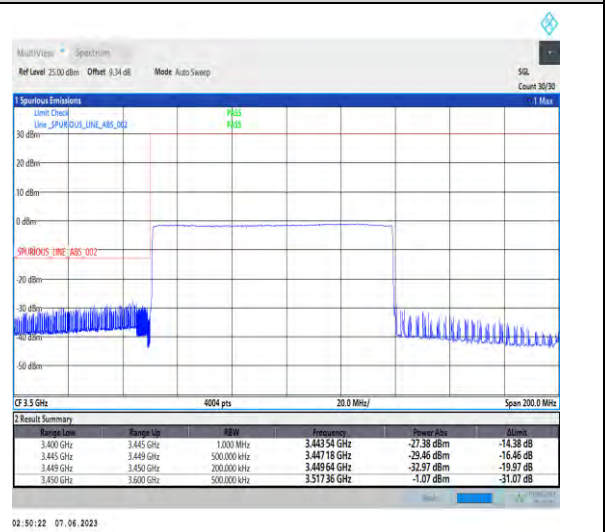 MultiView Spectrum
Ref Level 25.00 dBm Offset 9.34 dB Mode Auto Sweep SGL
Count 30/30
1 Spurious Emissions 1 Max
Limit Check PASS
Line _SPURIOUS_LINE_ABS_002 PASS
30 dBm
20 dBm
10 dBm
0 dBm
_SPURIOUS_LINE_ABS_002
-20 dBm
-30 dBm
-40 dBm
-50 dBm
CF 3.5 GHz 4004 pts 20.0 MHz/ Span 200.0 MHz
2 Result Summary
Range Low Range Up RBW Frequency Power Abs ΔLimit
3.400 GHz 3.445 GHz 1.000 MHz 3.443 54 GHz -27.38 dBm -14.38 dB
3.445 GHz 3.449 GHz 500.000 kHz 3.447 18 GHz -29.46 dBm -16.46 dB
3.449 GHz 3.450 GHz 200.000 kHz 3.449 64 GHz -32.97 dBm -19.97 dB
3.450 GHz 3.600 GHz 500.000 kHz 3.517 36 GHz -1.07 dBm -31.07 dB
02:50:22 07.06.2023